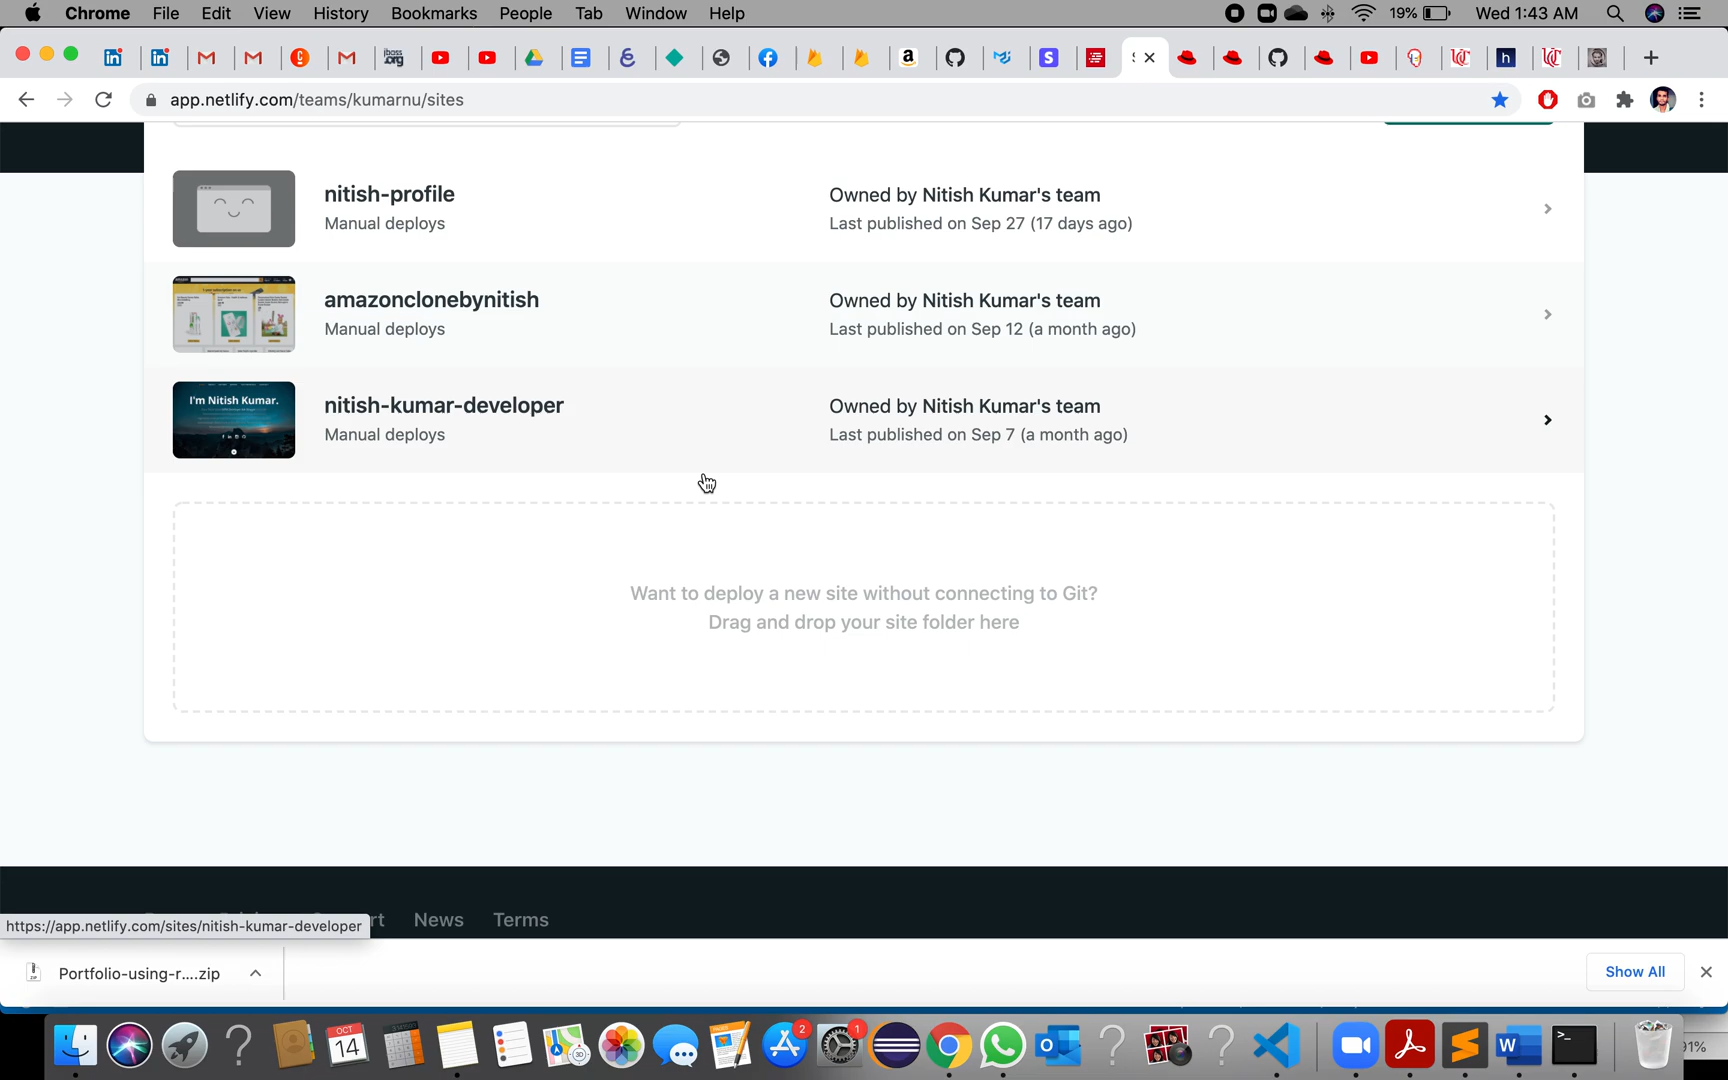 Chrome File Edit View History Bookmarks People Tab Window Help 19% Wed 1:43 AM
app.netlify.com/teams/kumarnu/sites
nitish-profile
Manual deploys
Owned by Nitish Kumar's team
Last published on Sep 27 (17 days ago)
amazonclonebynitish
Manual deploys
Owned by Nitish Kumar's team
Last published on Sep 12 (a month ago)
I'm Nitish Kumar.
nitish-kumar-developer
Manual deploys
Owned by Nitish Kumar's team
Last published on Sep 7 (a month ago)
Want to deploy a new site without connecting to Git?
Drag and drop your site folder here
News Terms
https://app.netlify.com/sites/nitish-kumar-developer
Portfolio-using-r....zip
Show All
OCT
14
2
1
91%